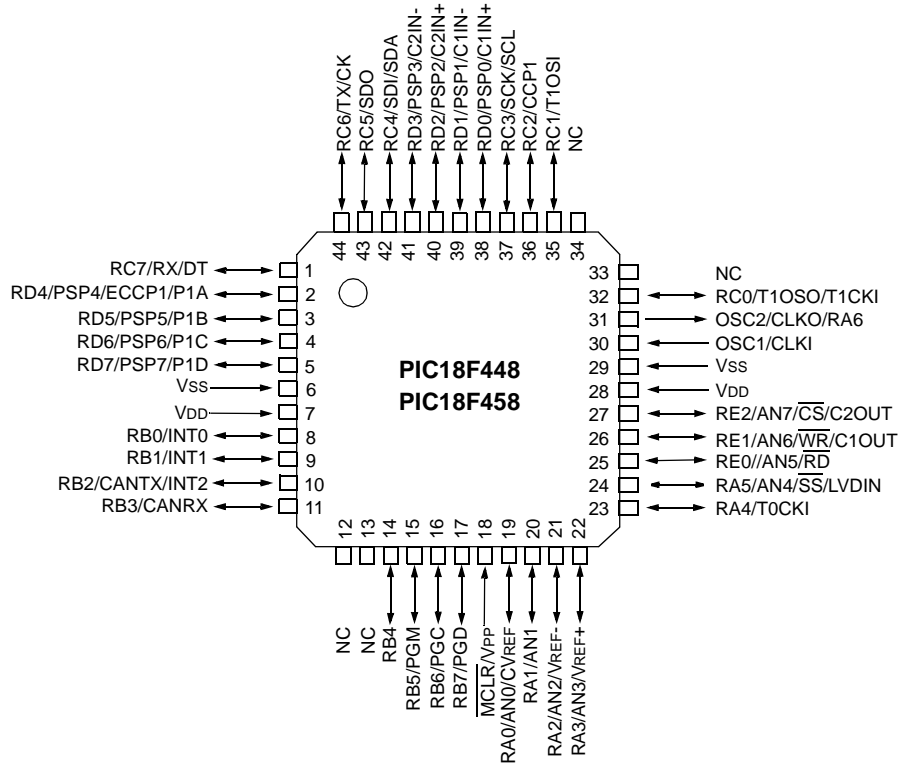 RC6/TX/CK
RC5/SDO
RC4/SDI/SDA
RD3/PSP3/C2IN-
RD2/PSP2/C2IN+
RD1/PSP1/C1IN-
RD0/PSP0/C1IN+
RC3/SCK/SCL
RC2/CCP1
RC1/T1OSI
NC
44
43
42
41
40
39
38
37
36
35
34
RC7/RX/DT 1
RD4/PSP4/ECCP1/P1A 2
RD5/PSP5/P1B 3
RD6/PSP6/P1C 4
RD7/PSP7/P1D 5
VSS 6
VDD 7
RB0/INT0 8
RB1/INT1 9
RB2/CANTX/INT2 10
RB3/CANRX 11
PIC18F448
PIC18F458
33 NC
32 RC0/T1OSO/T1CKI
31 OSC2/CLKO/RA6
30 OSC1/CLKI
29 VSS
28 VDD
27 RE2/AN7/CS/C2OUT
26 RE1/AN6/WR/C1OUT
25 RE0//AN5/RD
24 RA5/AN4/SS/LVDIN
23 RA4/T0CKI
12
13
14
15
16
17
18
19
20
21
22
NC
NC
RB4
RB5/PGM
RB6/PGC
RB7/PGD
MCLR/VPP
RA0/AN0/CVREF
RA1/AN1
RA2/AN2/VREF-
RA3/AN3/VREF+